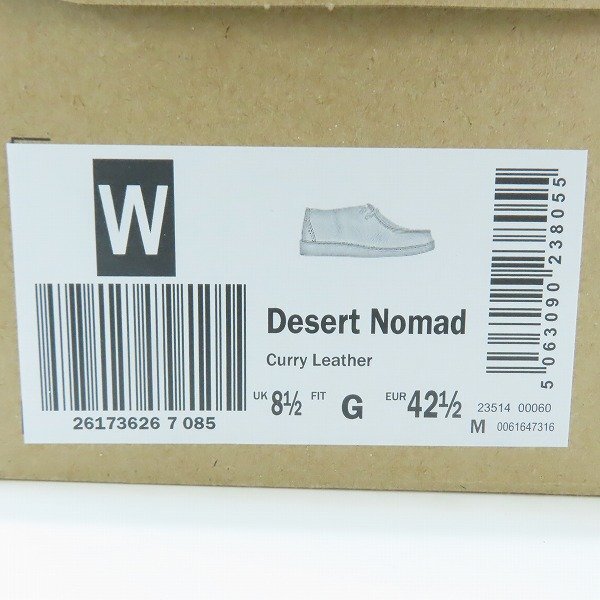 W
Desert Nomad
Curry Leather
UK 8½ FIT G EUR 42½
26173626 7 085
23514 00060
M 0061647316
5 063090 238055